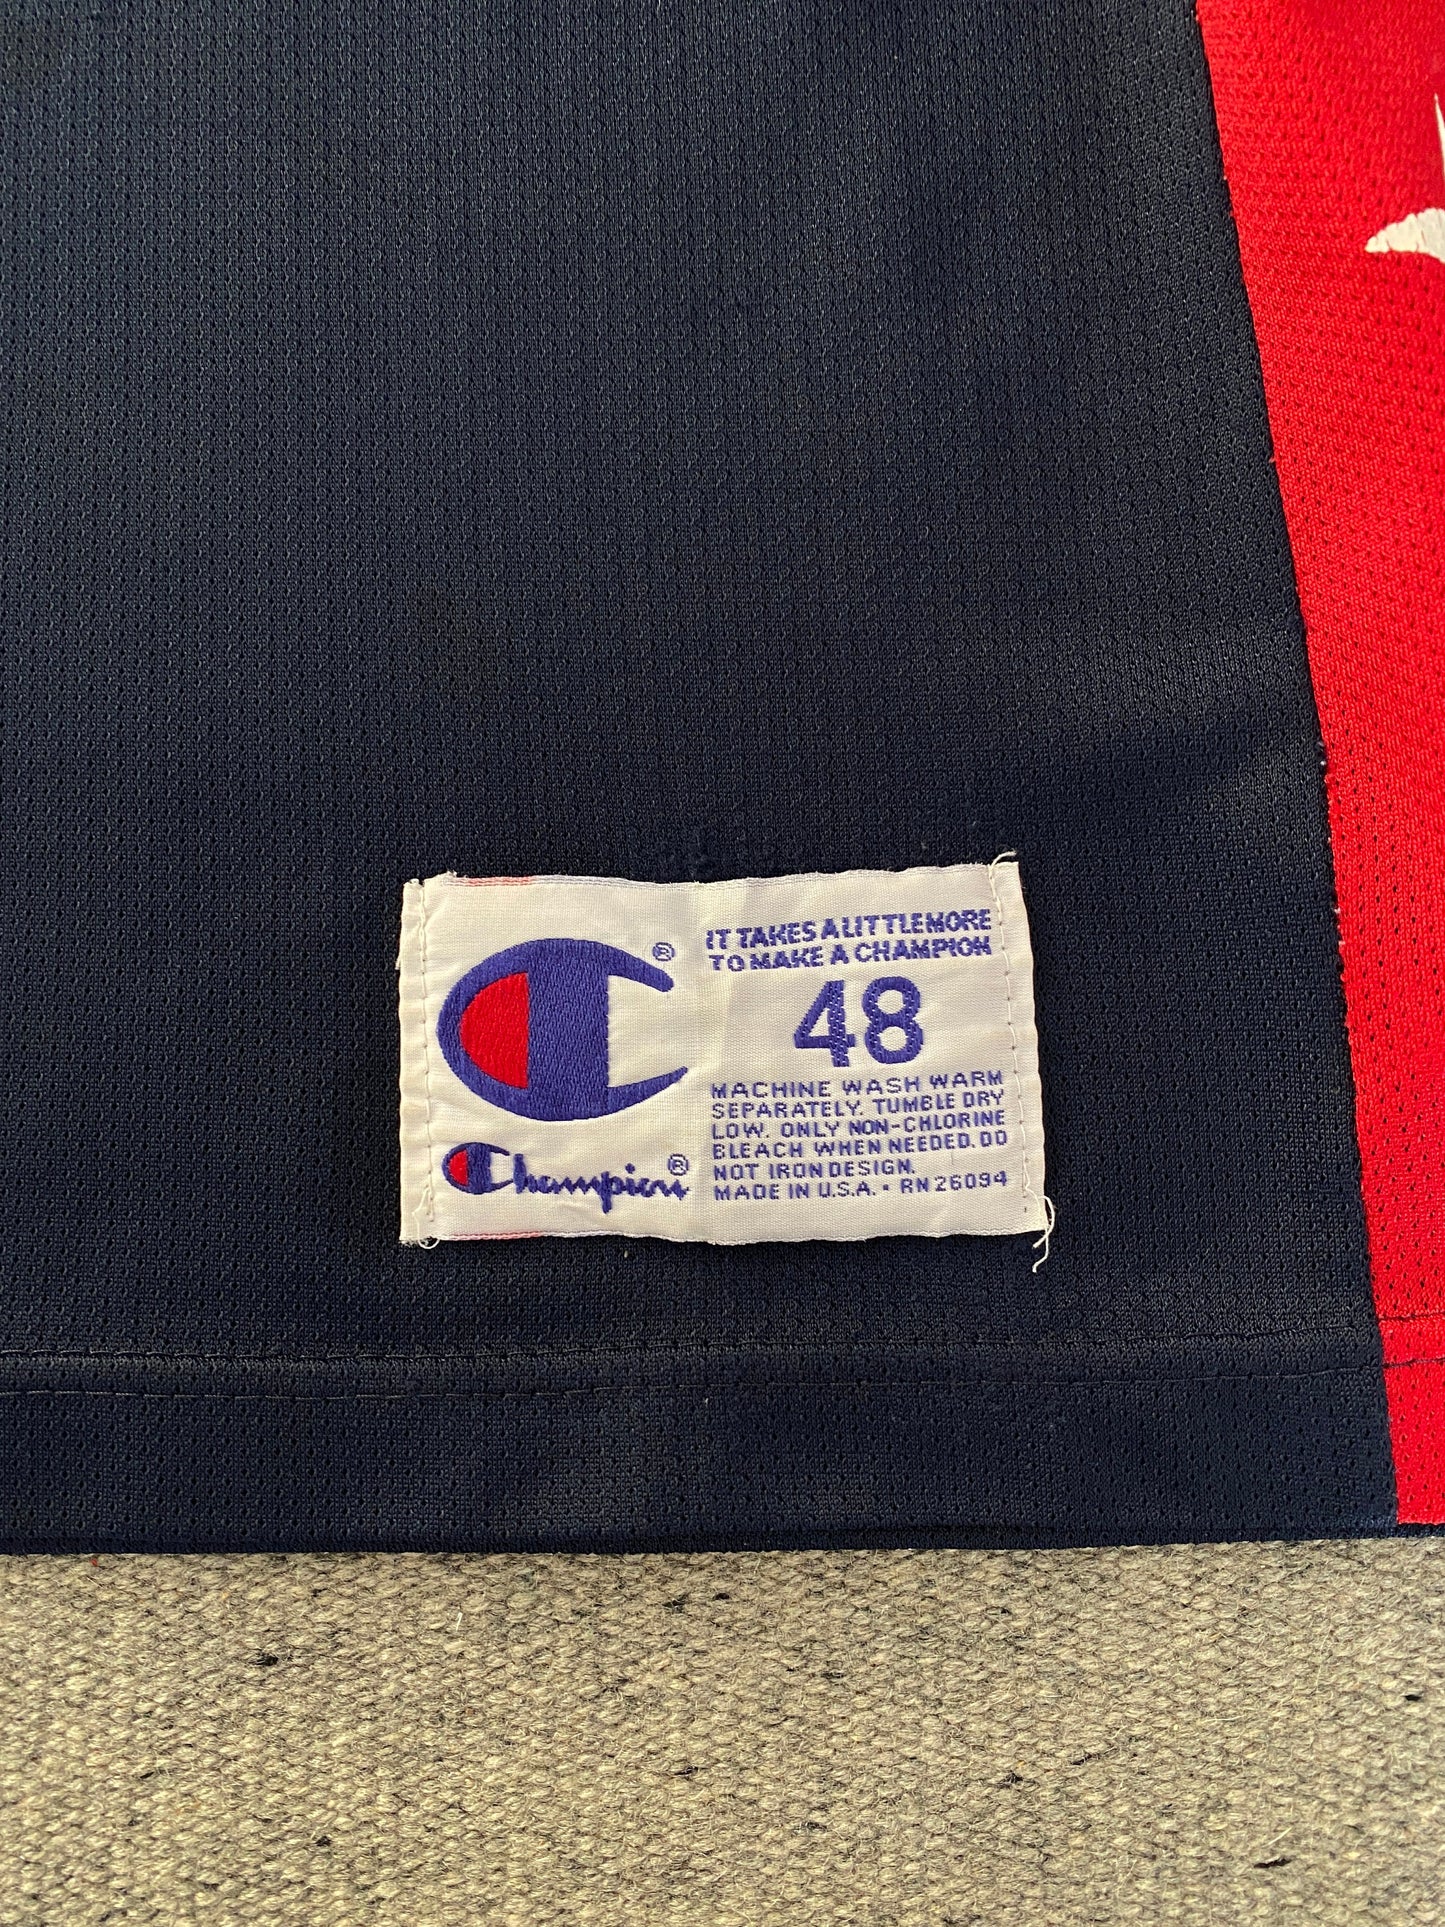 ®
IT TAKES A LITTLE MORE
TO MAKE A CHAMPION
48
MACHINE WASH WARM
SEPARATELY. TUMBLE DRY
LOW. ONLY NON-CHLORINE
BLEACH WHEN NEEDED. DO
NOT IRON DESIGN.
MADE IN U.S.A. • RN 26094
Champion®